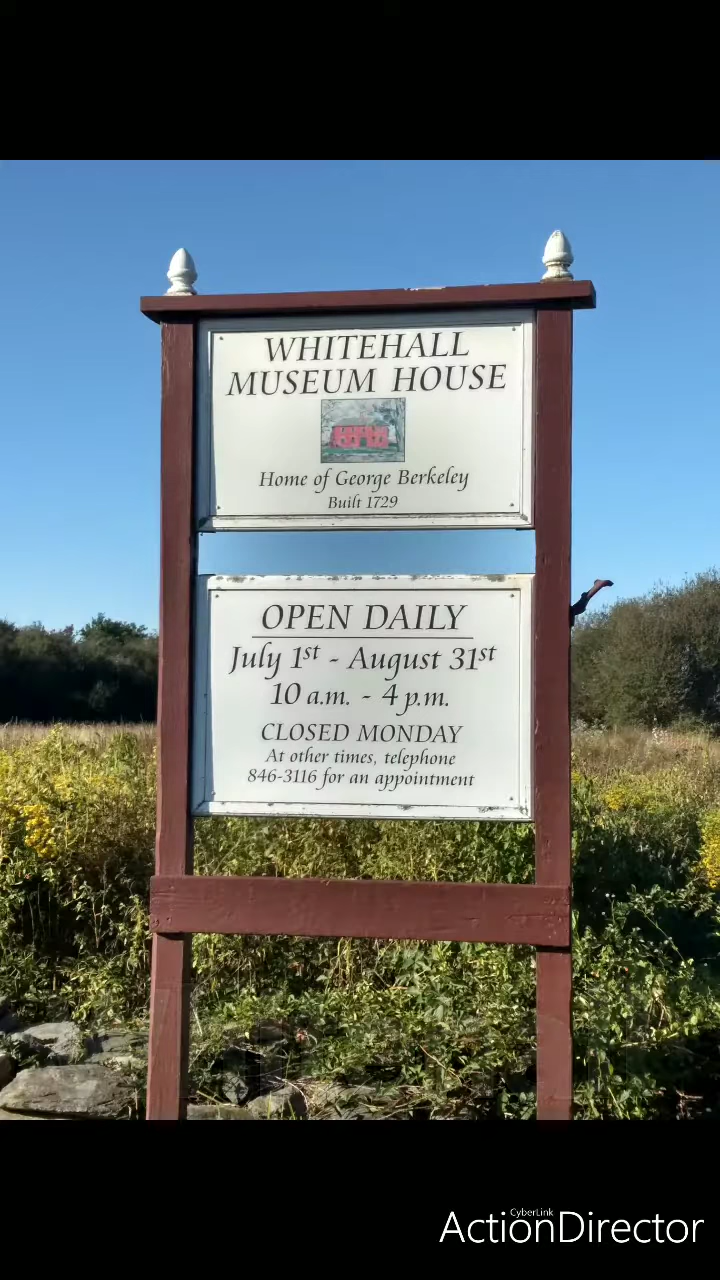 WHITEHALL
MUSEUM HOUSE
Home of George Berkeley
Built 1729
OPEN DAILY
July 1st - August 31st
10 a.m. - 4 p.m.
CLOSED MONDAY
At other times, telephone
846-3116 for an appointment
CyberLink
ActionDirector